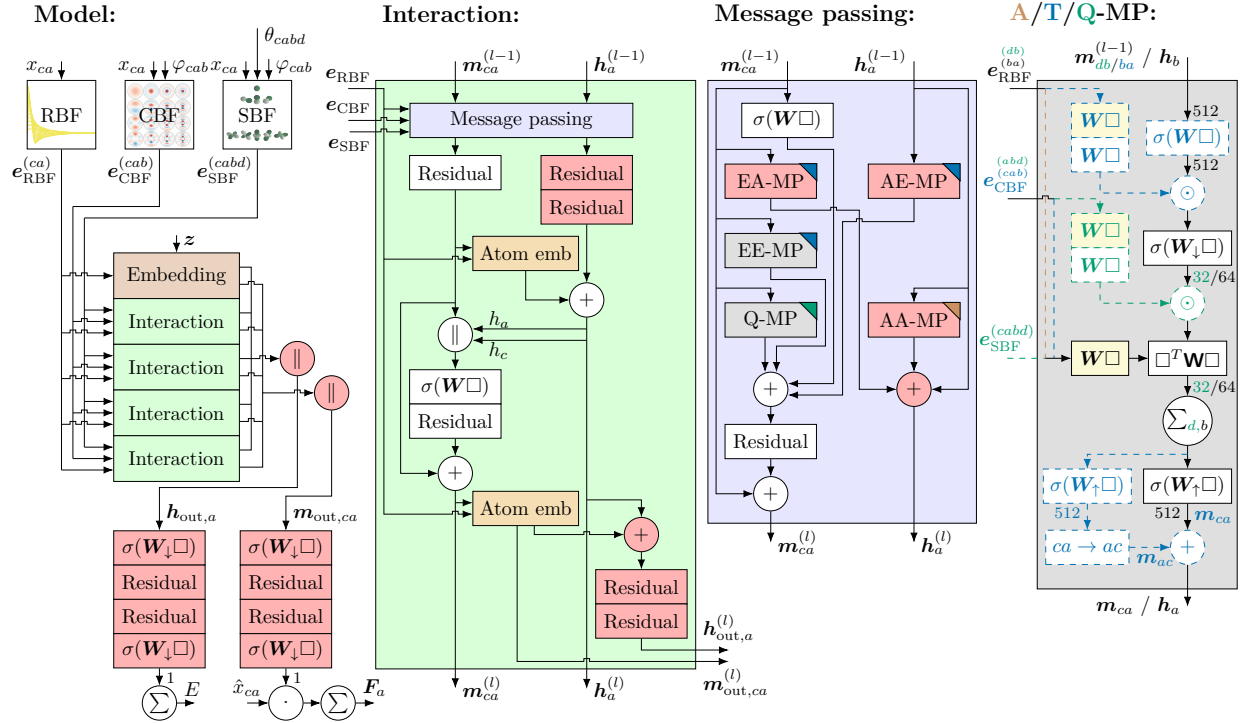 Model:
θ_cabd
x_ca
x_ca φ_cab
x_ca φ_cab
RBF
CBF
SBF
e_RBF^(ca)
e_CBF^(cab)
e_SBF^(cabd)
z
Embedding
Interaction
Interaction
Interaction
Interaction
∥
∥
h_out,a
m_out,ca
σ(W↓□)
Residual
Residual
σ(W↓□)
1
∑
E
σ(W↓□)
Residual
Residual
σ(W↓□)
1
x̂_ca
·
∑
F_a
Interaction:
m_ca^(l−1)
h_a^(l−1)
e_RBF
e_CBF
e_SBF
Message passing
Residual
Residual
Residual
Atom emb
+
∥
h_a
h_c
σ(W□)
Residual
+
Atom emb
+
Residual
Residual
h_out,a^(l)
m_out,ca^(l)
m_ca^(l)
h_a^(l)
Message passing:
m_ca^(l−1)
h_a^(l−1)
σ(W□)
EA-MP
AE-MP
EE-MP
Q-MP
AA-MP
+
+
Residual
+
m_ca^(l)
h_a^(l)
A/T/Q-MP:
m_db/ba^(l−1) / h_b
e_RBF^(db)(ba)
512
W□
W□
σ(W□)
512
⊙
e_CBF^(abd)(cab)
W□
W□
σ(W↓□)
32/64
⊙
e_SBF^(cabd)
W□
□^T W□
32/64
∑_d,b
σ(W↑□)
σ(W↑□)
512
512
m_ca
ca → ac
m_ac
+
m_ca / h_a